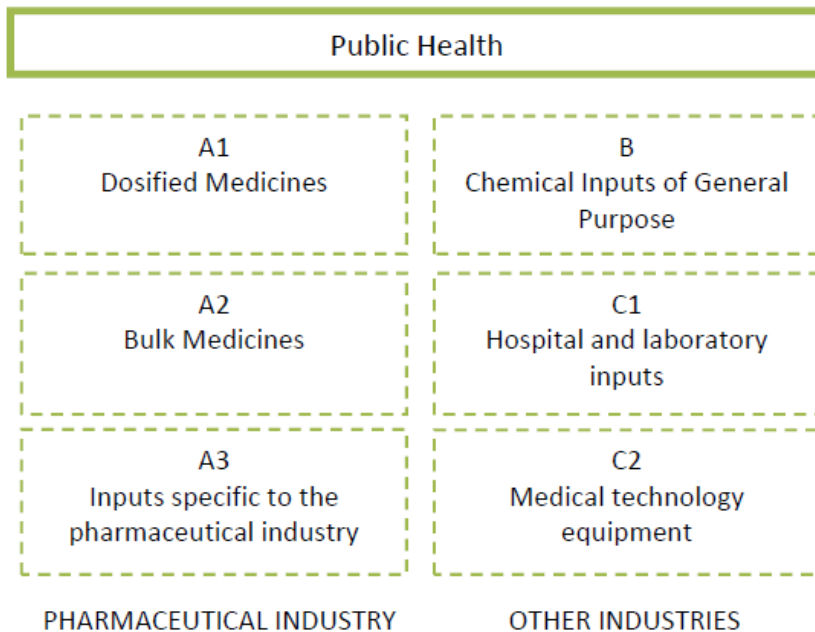 Public Health
A1
Dosified Medicines
B
Chemical Inputs of General
Purpose
A2
Bulk Medicines
C1
Hospital and laboratory
inputs
A3
Inputs specific to the
pharmaceutical industry
C2
Medical technology
equipment
PHARMACEUTICAL INDUSTRY
OTHER INDUSTRIES